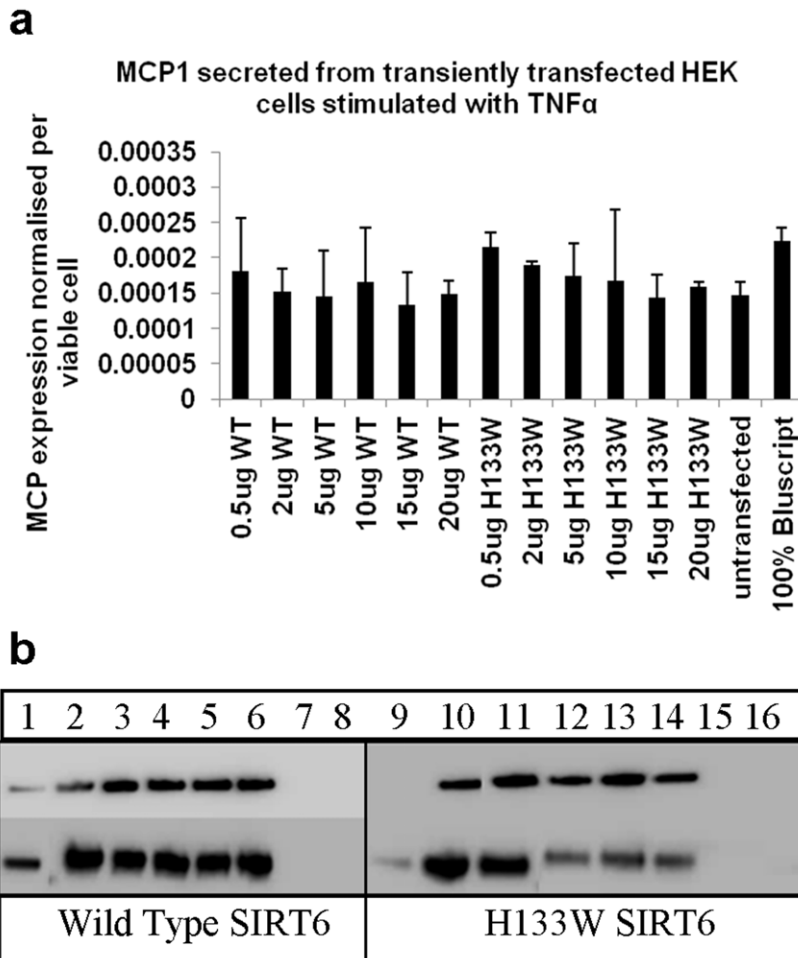 a
MCP1 secreted from transiently transfected HEK
cells stimulated with TNFα
MCP expression normalised per
viable cell
0.00035
0.0003
0.00025
0.0002
0.00015
0.0001
0.00005
0
0.5ug WT
2ug WT
5ug WT
10ug WT
15ug WT
20ug WT
0.5ug H133W
2ug H133W
5ug H133W
10ug H133W
15ug H133W
20ug H133W
untransfected
100% Bluscript
b
1 2 3 4 5 6 7 8 9 10 11 12 13 14 15 16
Wild Type SIRT6
H133W SIRT6